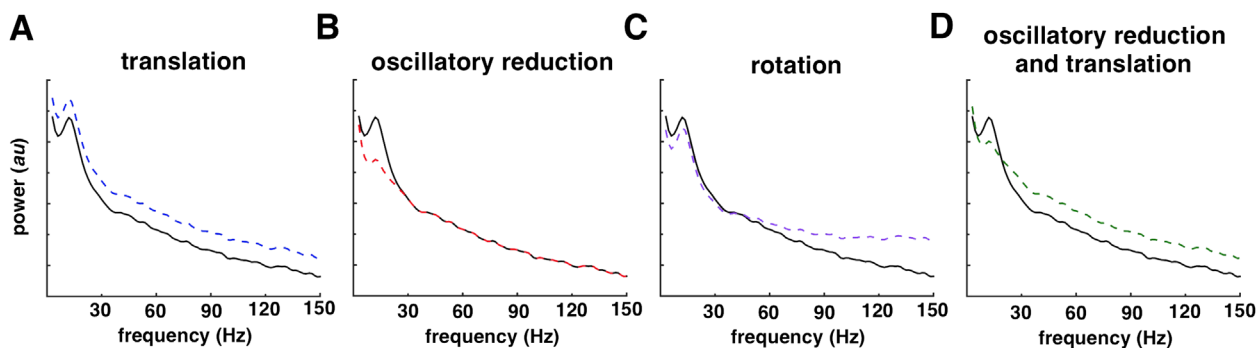 A
translation
power (au)
30 60 90 120 150
frequency (Hz)
B
oscillatory reduction
30 60 90 120 150
frequency (Hz)
C
rotation
30 60 90 120 150
frequency (Hz)
D
oscillatory reduction
and translation
30 60 90 120 150
frequency (Hz)